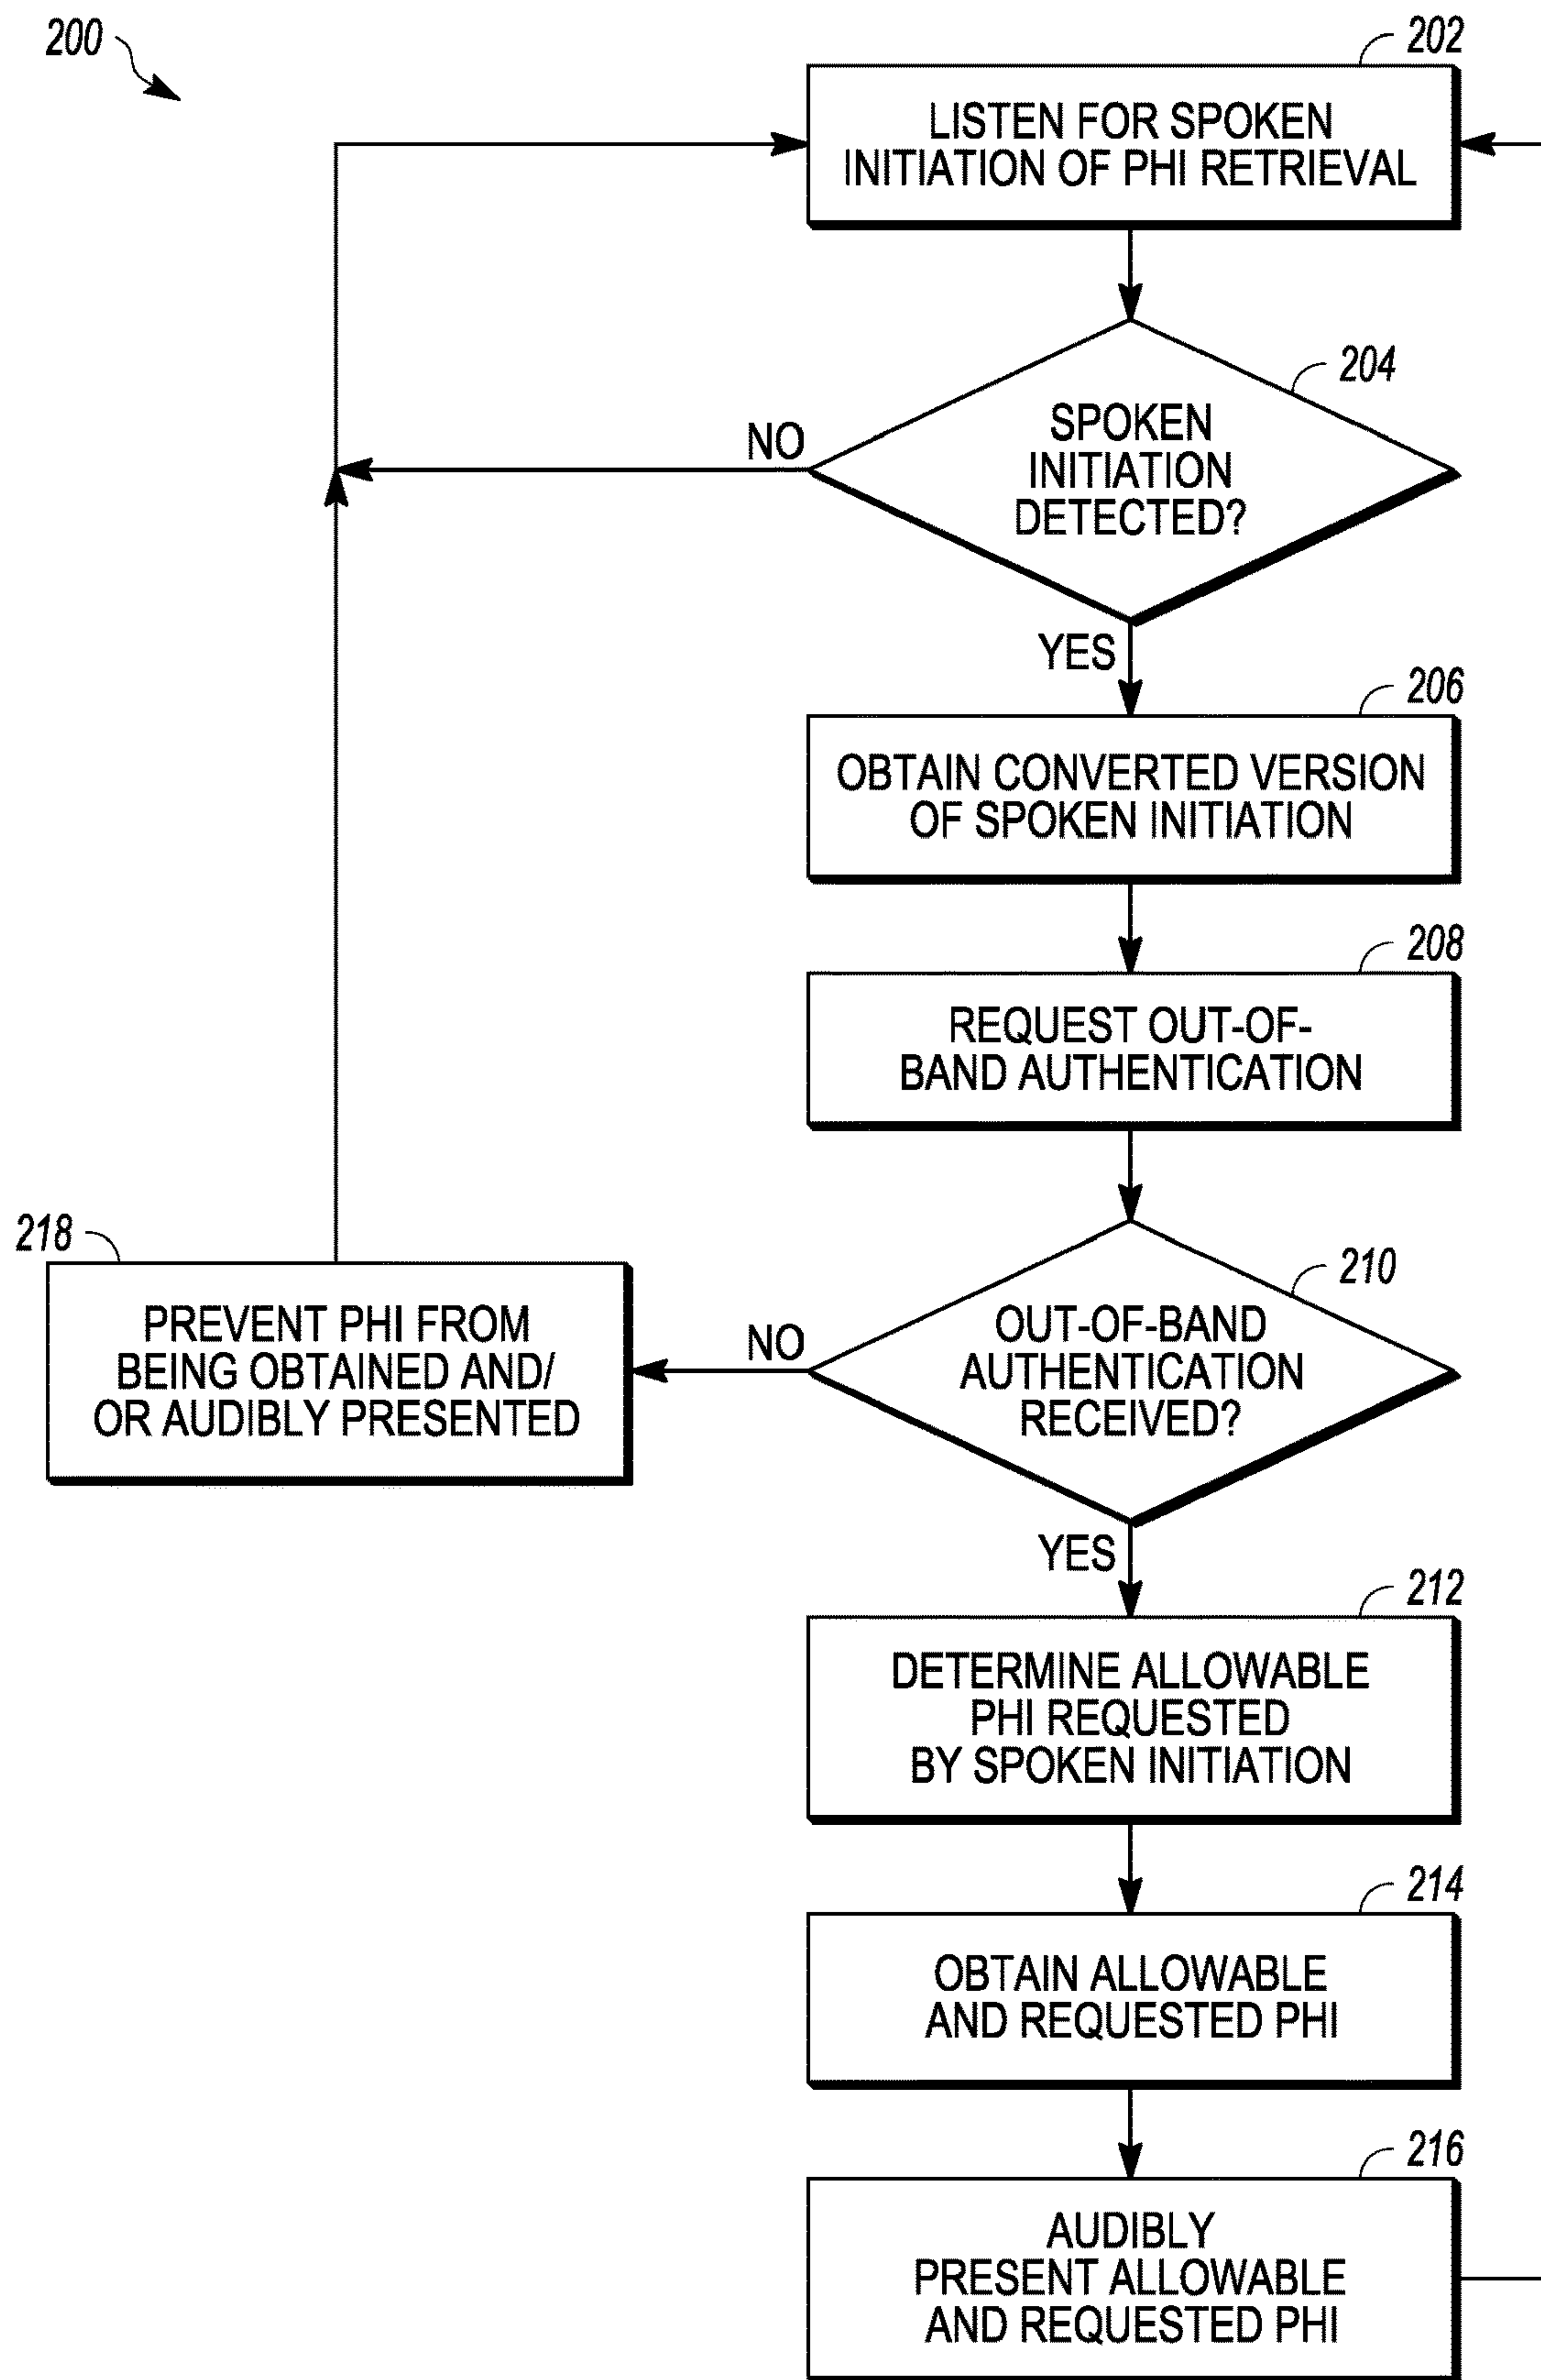 200
202
LISTEN FOR SPOKEN
INITIATION OF PHI RETRIEVAL
204
SPOKEN
INITIATION
DETECTED?
NO
YES
206
OBTAIN CONVERTED VERSION
OF SPOKEN INITIATION
208
REQUEST OUT-OF-
BAND AUTHENTICATION
210
OUT-OF-BAND
AUTHENTICATION
RECEIVED?
NO
218
PREVENT PHI FROM
BEING OBTAINED AND/
OR AUDIBLY PRESENTED
YES
212
DETERMINE ALLOWABLE
PHI REQUESTED
BY SPOKEN INITIATION
214
OBTAIN ALLOWABLE
AND REQUESTED PHI
216
AUDIBLY
PRESENT ALLOWABLE
AND REQUESTED PHI